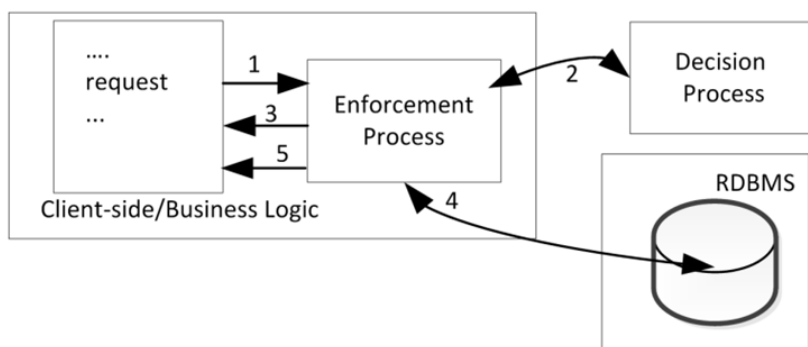 ....
request
...
1
3
5
Enforcement
Process
2
Decision
Process
Client-side/Business Logic
4
RDBMS